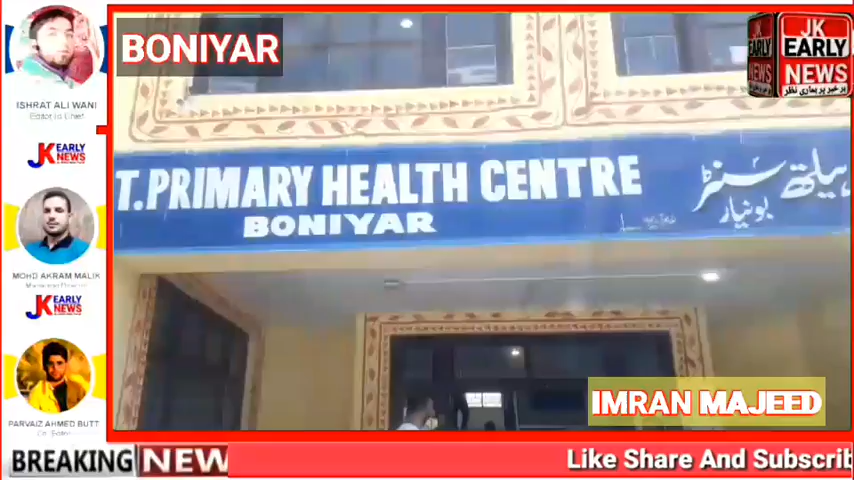 BONIYAR
JK
EARLY
NEWS
ISHRAT ALI WANI
Editor In Chief
JK EARLY NEWS
T.PRIMARY HEALTH CENTRE
BONIYAR
ہیلتھ سنٹر
بونیار
MOHD AKRAM MALIK
JK EARLY NEWS
PARVAIZ AHMED BUTT
IMRAN MAJEED
BREAKING NEW
Like Share And Subscrib